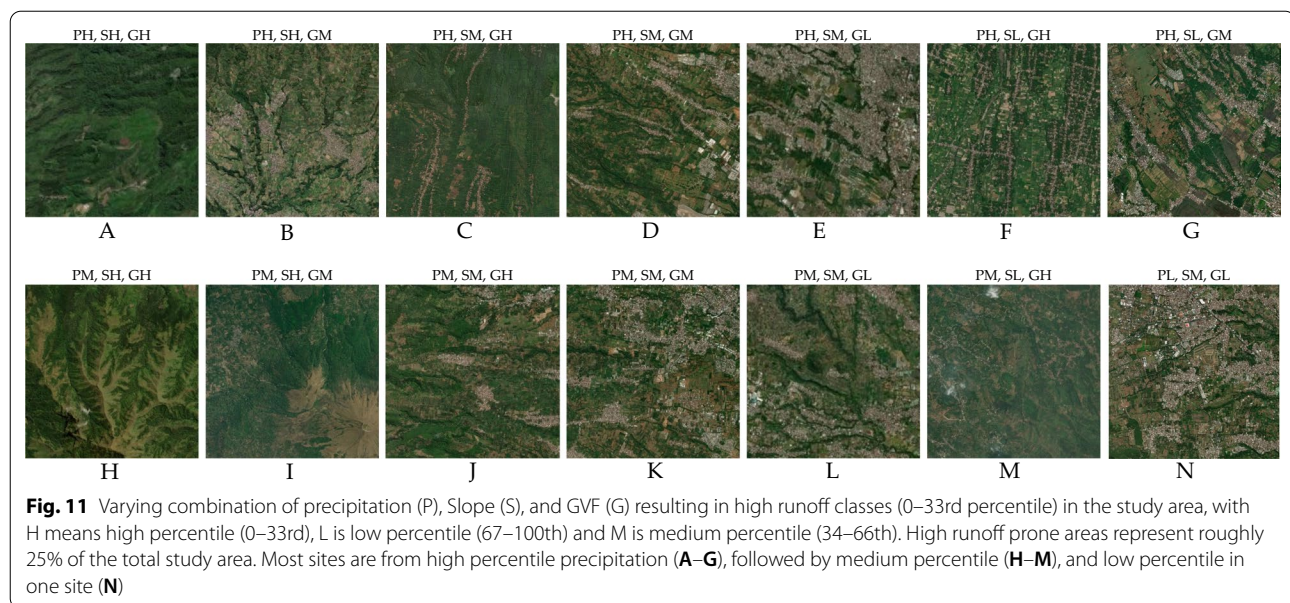 PH, SH, GH PH, SH, GM PH, SM, GH PH, SM, GM PH, SM, GL PH, SL, GH PH, SL, GM
A B C D E F G
PM, SH, GH PM, SH, GM PM, SM, GH PM, SM, GM PM, SM, GL PM, SL, GH PL, SM, GL
H I J K L M N
Fig. 11 Varying combination of precipitation (P), Slope (S), and GVF (G) resulting in high runoff classes (0–33rd percentile) in the study area, with
H means high percentile (0–33rd), L is low percentile (67–100th) and M is medium percentile (34–66th). High runoff prone areas represent roughly
25% of the total study area. Most sites are from high percentile precipitation (A–G), followed by medium percentile (H–M), and low percentile in
one site (N)